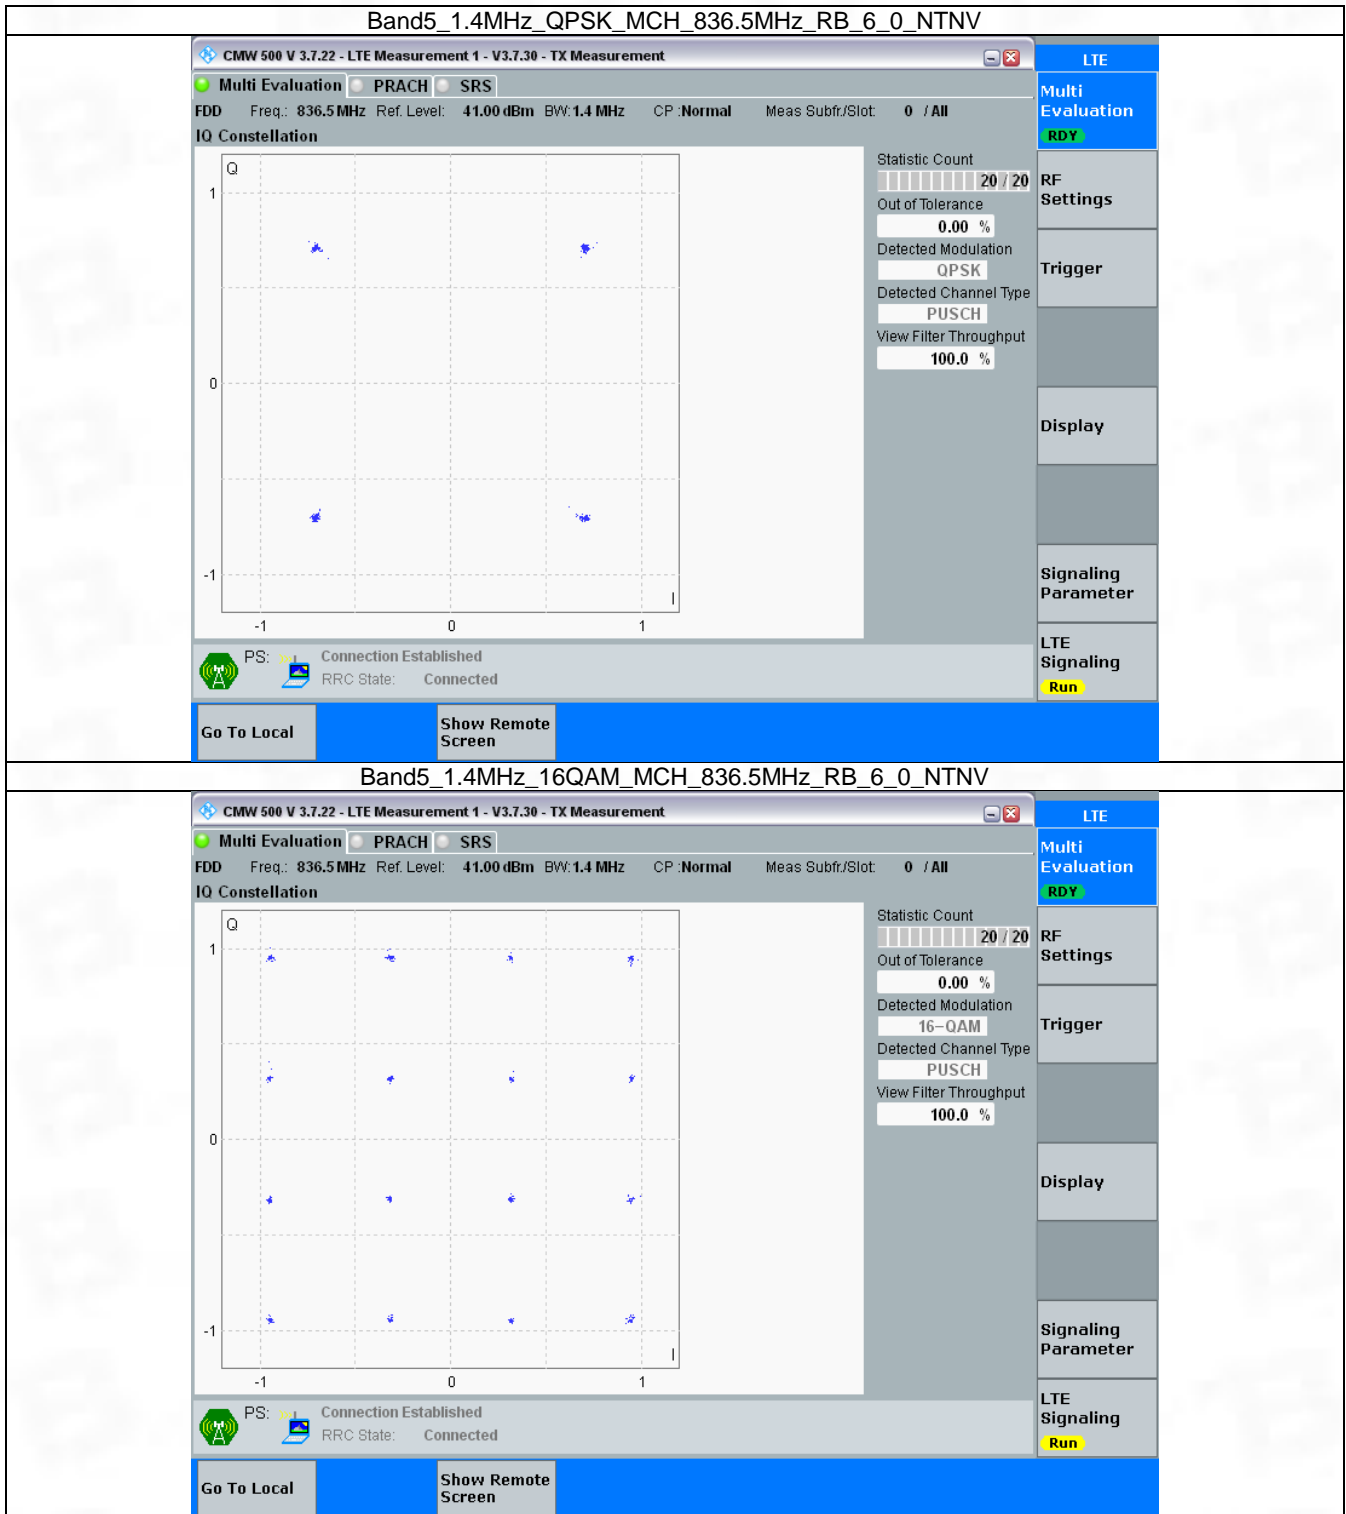 Band5_1.4MHz_QPSK_MCH_836.5MHz_RB_6_0_NTNV
CMW 500 V 3.7.22 - LTE Measurement 1 - V3.7.30 - TX Measurement
LTE
Multi Evaluation PRACH SRS
Multi
Evaluation
RDY
FDD Freq.: 836.5 MHz Ref. Level: 41.00 dBm BW: 1.4 MHz CP :Normal Meas Subfr./Slot: 0 / All
IQ Constellation
Q
1
0
-1
I
-1 0 1
Statistic Count
20 / 20
Out of Tolerance
0.00 %
Detected Modulation
QPSK
Detected Channel Type
PUSCH
View Filter Throughput
100.0 %
RF
Settings
Trigger
Display
Signaling
Parameter
LTE
Signaling
Run
PS: Connection Established
RRC State: Connected
Go To Local
Show Remote
Screen
Band5_1.4MHz_16QAM_MCH_836.5MHz_RB_6_0_NTNV
CMW 500 V 3.7.22 - LTE Measurement 1 - V3.7.30 - TX Measurement
LTE
Multi Evaluation PRACH SRS
Multi
Evaluation
RDY
FDD Freq.: 836.5 MHz Ref. Level: 41.00 dBm BW: 1.4 MHz CP :Normal Meas Subfr./Slot: 0 / All
IQ Constellation
Q
1
0
-1
I
-1 0 1
Statistic Count
20 / 20
Out of Tolerance
0.00 %
Detected Modulation
16-QAM
Detected Channel Type
PUSCH
View Filter Throughput
100.0 %
RF
Settings
Trigger
Display
Signaling
Parameter
LTE
Signaling
Run
PS: Connection Established
RRC State: Connected
Go To Local
Show Remote
Screen